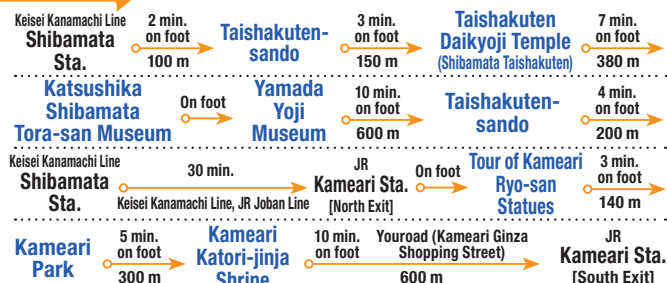 Keisei Kanamachi Line
Shibamata
Sta.
2 min.
on foot
100 m
Taishakuten-
sando
3 min.
on foot
150 m
Taishakuten
Daikyoji Temple
(Shibamata Taishakuten)
7 min.
on foot
380 m
Katsushika
Shibamata
Tora-san Museum
On foot
Yamada
Yoji
Museum
10 min.
on foot
600 m
Taishakuten-
sando
4 min.
on foot
200 m
Keisei Kanamachi Line
Shibamata
Sta.
30 min.
Keisei Kanamachi Line, JR Joban Line
JR
Kameari Sta.
[North Exit]
On foot
Tour of Kameari
Ryo-san
Statues
3 min.
on foot
140 m
Kameari
Park
5 min.
on foot
300 m
Kameari
Katori-jinja
Shrine
10 min.
on foot
Youroad (Kameari Ginza
Shopping Street)
600 m
JR
Kameari Sta.
[South Exit]